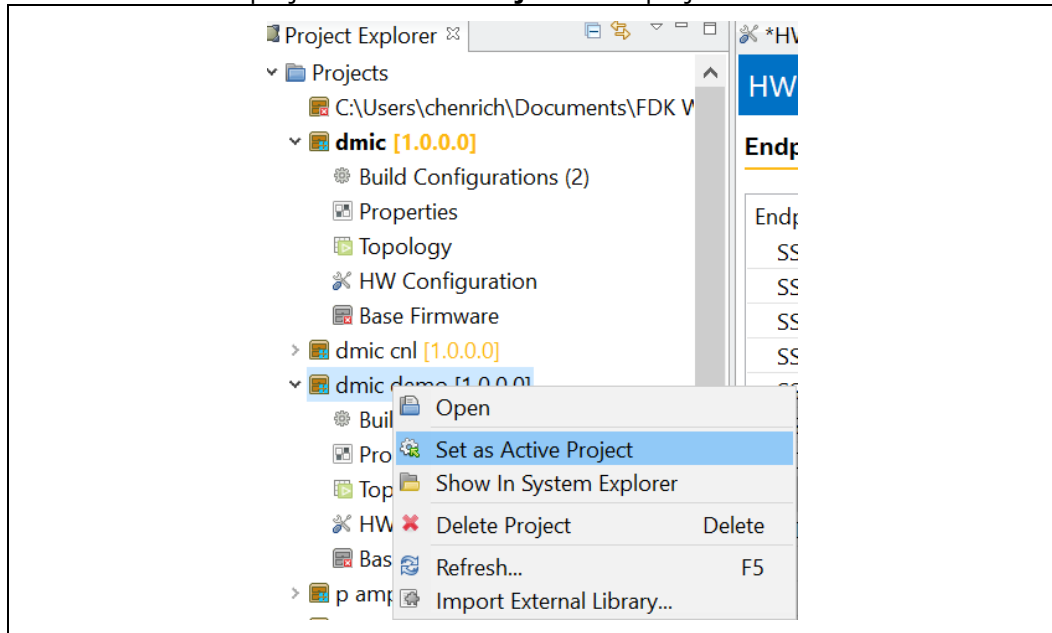 Project Explorer
*HW
Projects
HW
C:\Users\chenrich\Documents\FDK W
dmic [1.0.0.0]
Endp
Build Configurations (2)
Properties
Endp
Topology
SS
HW Configuration
SS
Base Firmware
SS
dmic cnl [1.0.0.0]
SS
dmic demo [1.0.0.0]
Buil
Open
Pro
Set as Active Project
Top
Show In System Explorer
HW
Delete Project Delete
Bas
Refresh... F5
p amp
Import External Library...